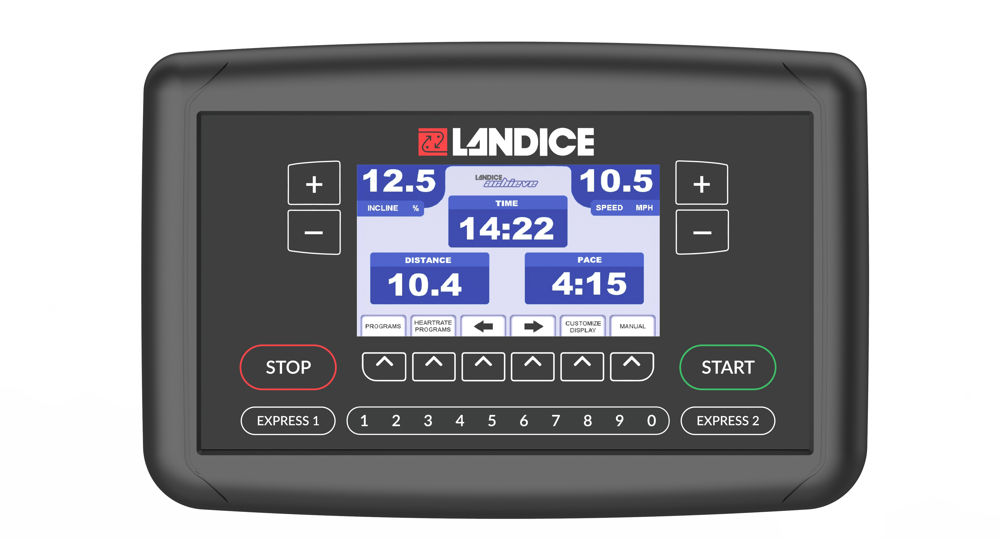 LANDICE
+
+
12.5
LANDICE
achieve
10.5
INCLINE %
TIME
SPEED MPH
−
14:22
−
DISTANCE
PACE
10.4
4:15
PROGRAMS
HEARTRATE
PROGRAMS
CUSTOMIZE
DISPLAY
MANUAL
STOP
START
EXPRESS 1
1 2 3 4 5 6 7 8 9 0
EXPRESS 2